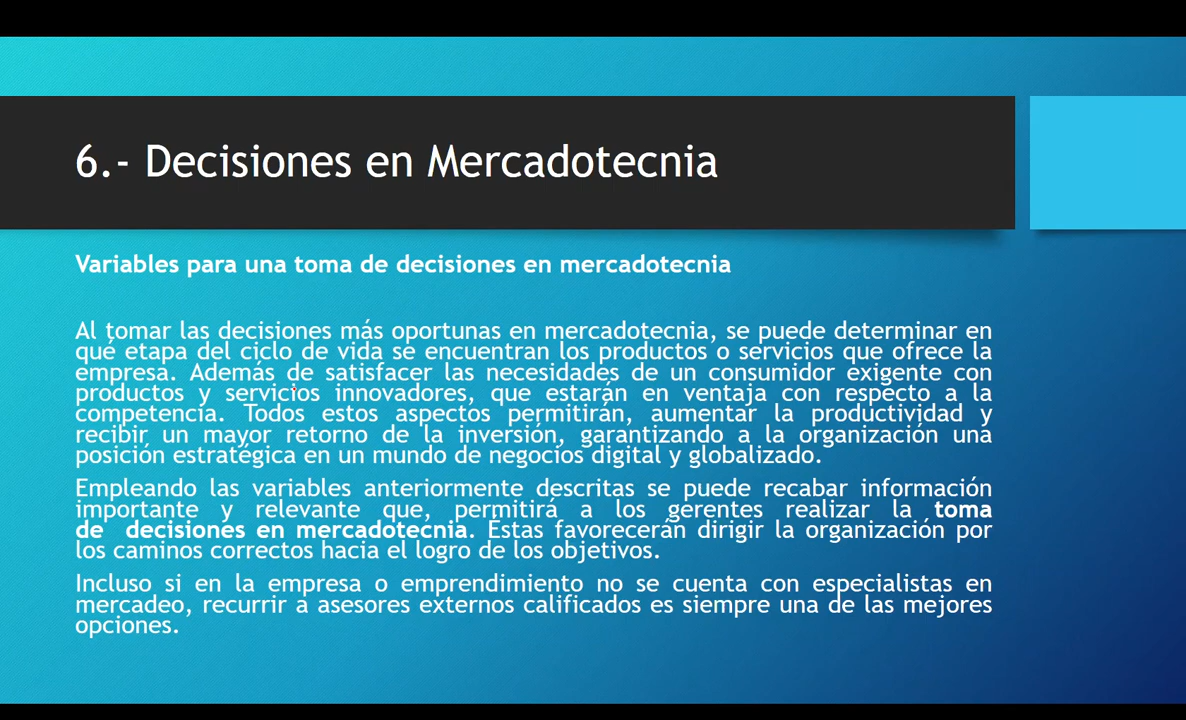 6.- Decisiones en Mercadotecnia
Variables para una toma de decisiones en mercadotecnia
Al tomar las decisiones más oportunas en mercadotecnia, se puede determinar en
qué etapa del ciclo de vida se encuentran los productos o servicios que ofrece la
empresa. Además de satisfacer las necesidades de un consumidor exigente con
productos y servicios innovadores, que estarán en ventaja con respecto a la
competencia. Todos estos aspectos permitirán, aumentar la productividad y
recibir un mayor retorno de la inversión, garantizando a la organización una
posición estratégica en un mundo de negocios digital y globalizado.
Empleando las variables anteriormente descritas se puede recabar información
importante y relevante que, permitirá a los gerentes realizar la toma
de decisiones en mercadotecnia. Estas favorecerán dirigir la organización por
los caminos correctos hacia el logro de los objetivos.
Incluso si en la empresa o emprendimiento no se cuenta con especialistas en
mercadeo, recurrir a asesores externos calificados es siempre una de las mejores
opciones.